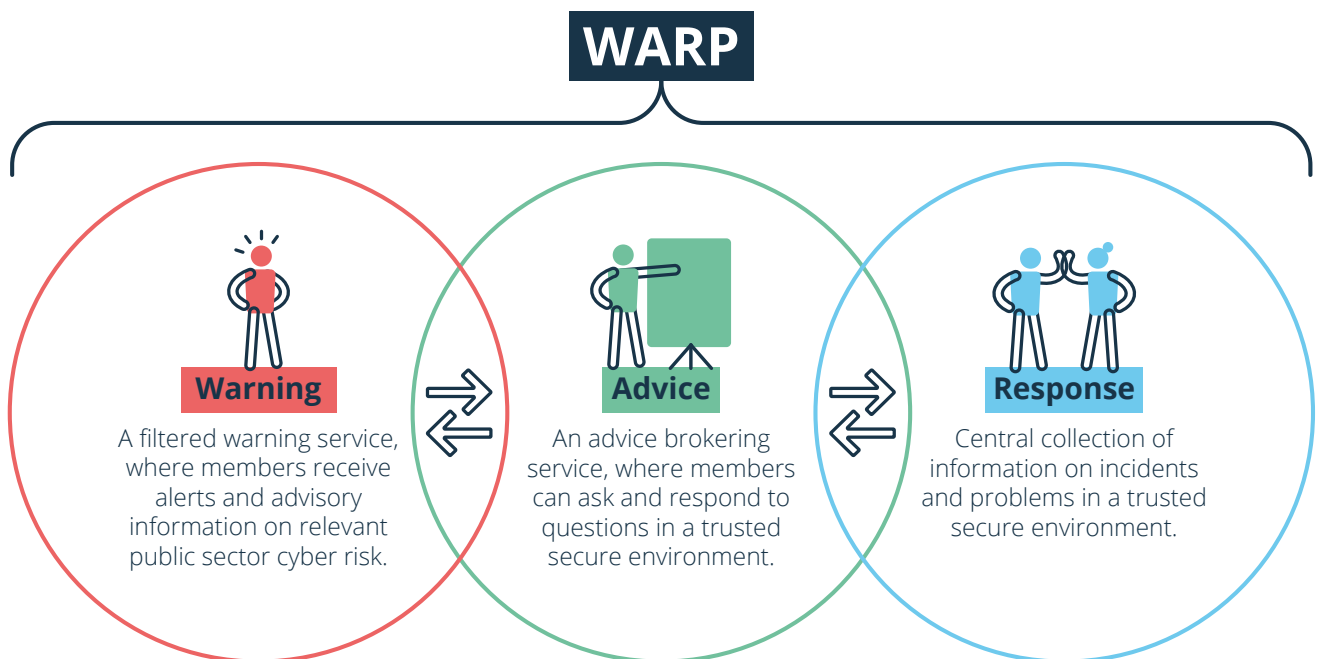 WARP
Warning
A filtered warning service,
where members receive
alerts and advisory
information on relevant
public sector cyber risk.
Advice
An advice brokering
service, where members
can ask and respond to
questions in a trusted
secure environment.
Response
Central collection of
information on incidents
and problems in a trusted
secure environment.